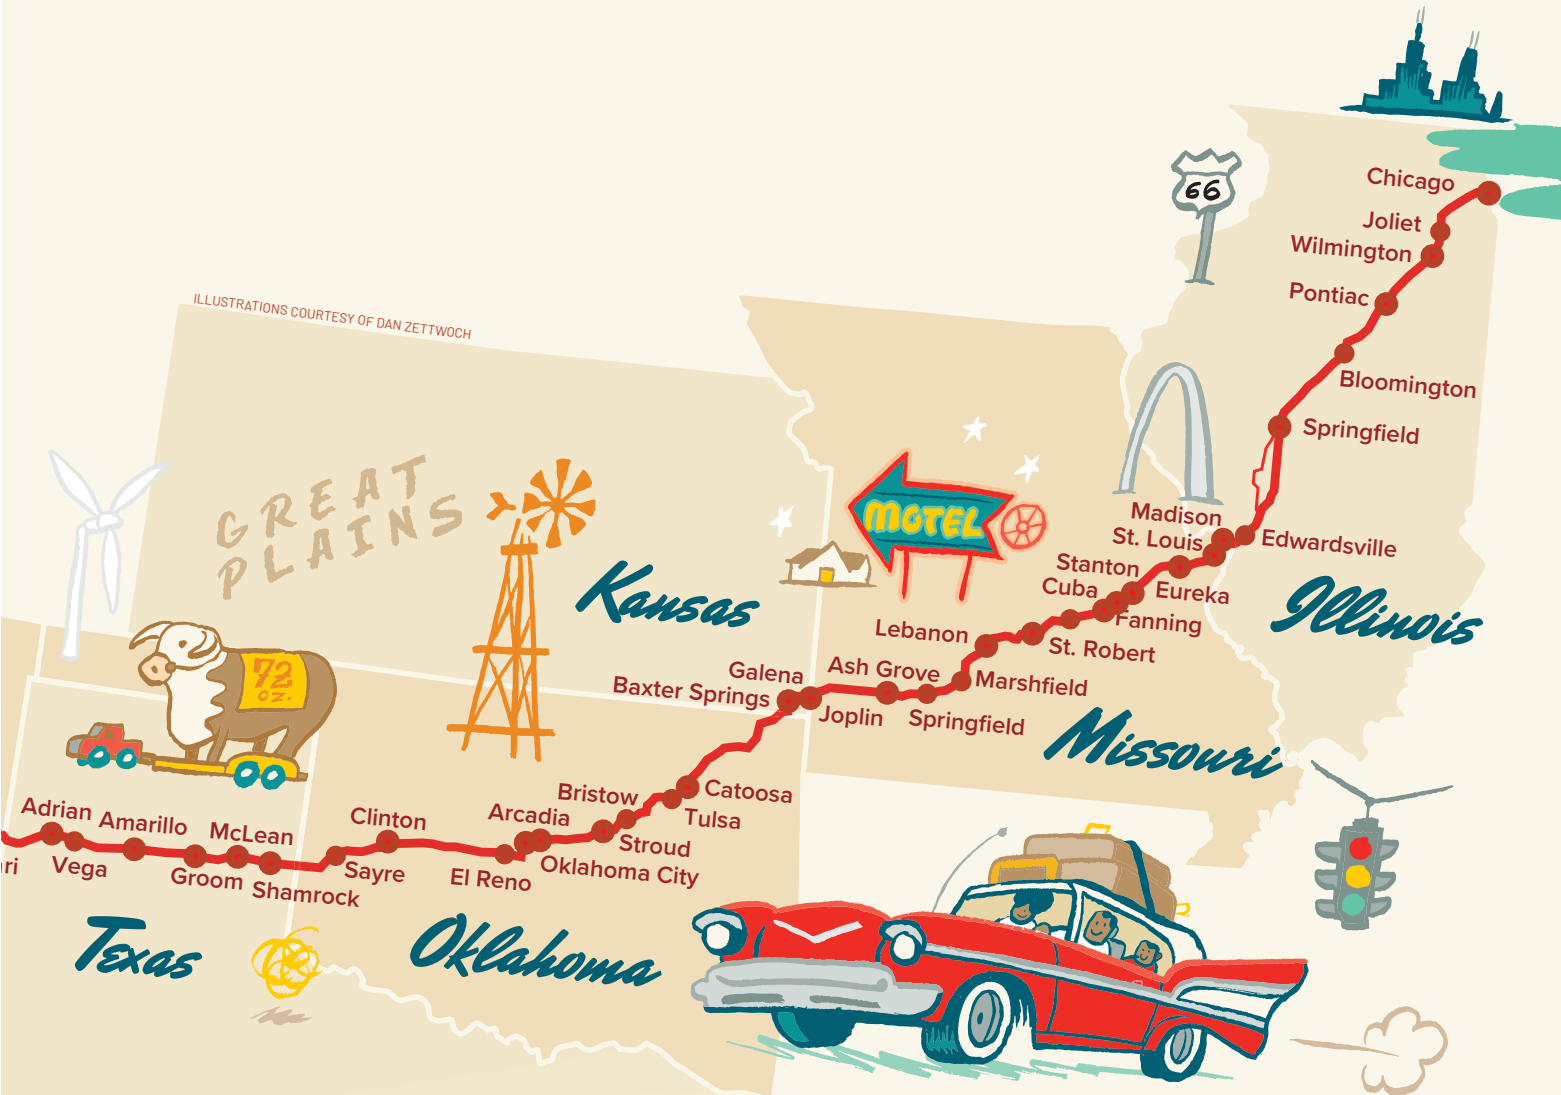 Chicago
Joliet
Wilmington
66
Pontiac
ILLUSTRATIONS COURTESY OF DAN ZETTWOCH
Bloomington
Springfield
GREAT
PLAINS
MOTEL
Madison
St. Louis
Edwardsville
Stanton
Cuba
Eureka
Fanning
Kansas
Illinois
Lebanon
St. Robert
Galena
Ash Grove
Baxter Springs
Marshfield
Joplin
Springfield
72
OZ.
Missouri
Bristow
Catoosa
Adrian
Amarillo
McLean
Clinton
Arcadia
Tulsa
Stroud
ri
Vega
Groom
Shamrock
Sayre
El Reno
Oklahoma City
Texas
Oklahoma